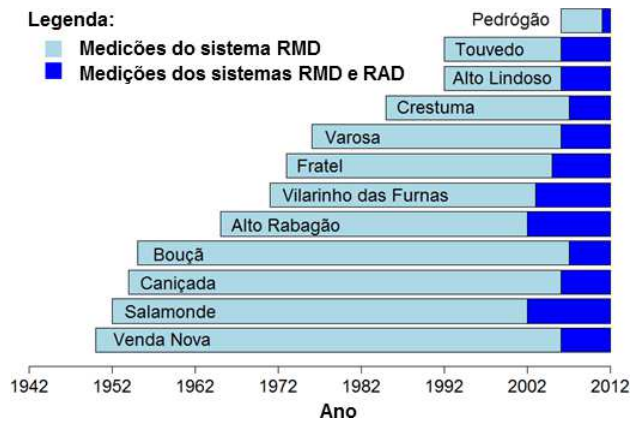 Legenda:
Medicões do sistema RMD
Medições dos sistemas RMD e RAD
Pedrógão
Touvedo
Alto Lindoso
Crestuma
Varosa
Fratel
Vilarinho das Furnas
Alto Rabagão
Bouçã
Caniçada
Salamonde
Venda Nova
1942 1952 1962 1972 1982 1992 2002 2012
Ano